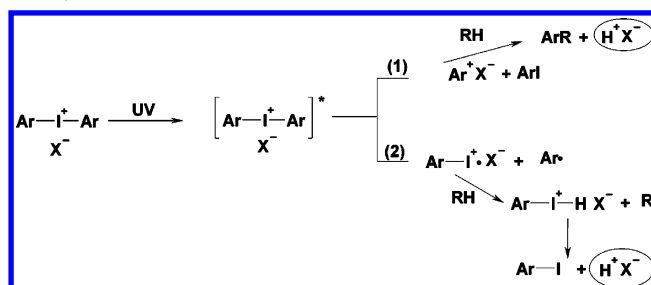 RH ArR + H⁺X⁻
(1) Ar⁺X⁻ + ArI
Ar—I⁺—Ar X⁻ UV [Ar—I⁺—Ar X⁻]*
(2) Ar—I⁺• X⁻ + Ar•
RH Ar—I⁺—H X⁻ + R
Ar—I + H⁺X⁻